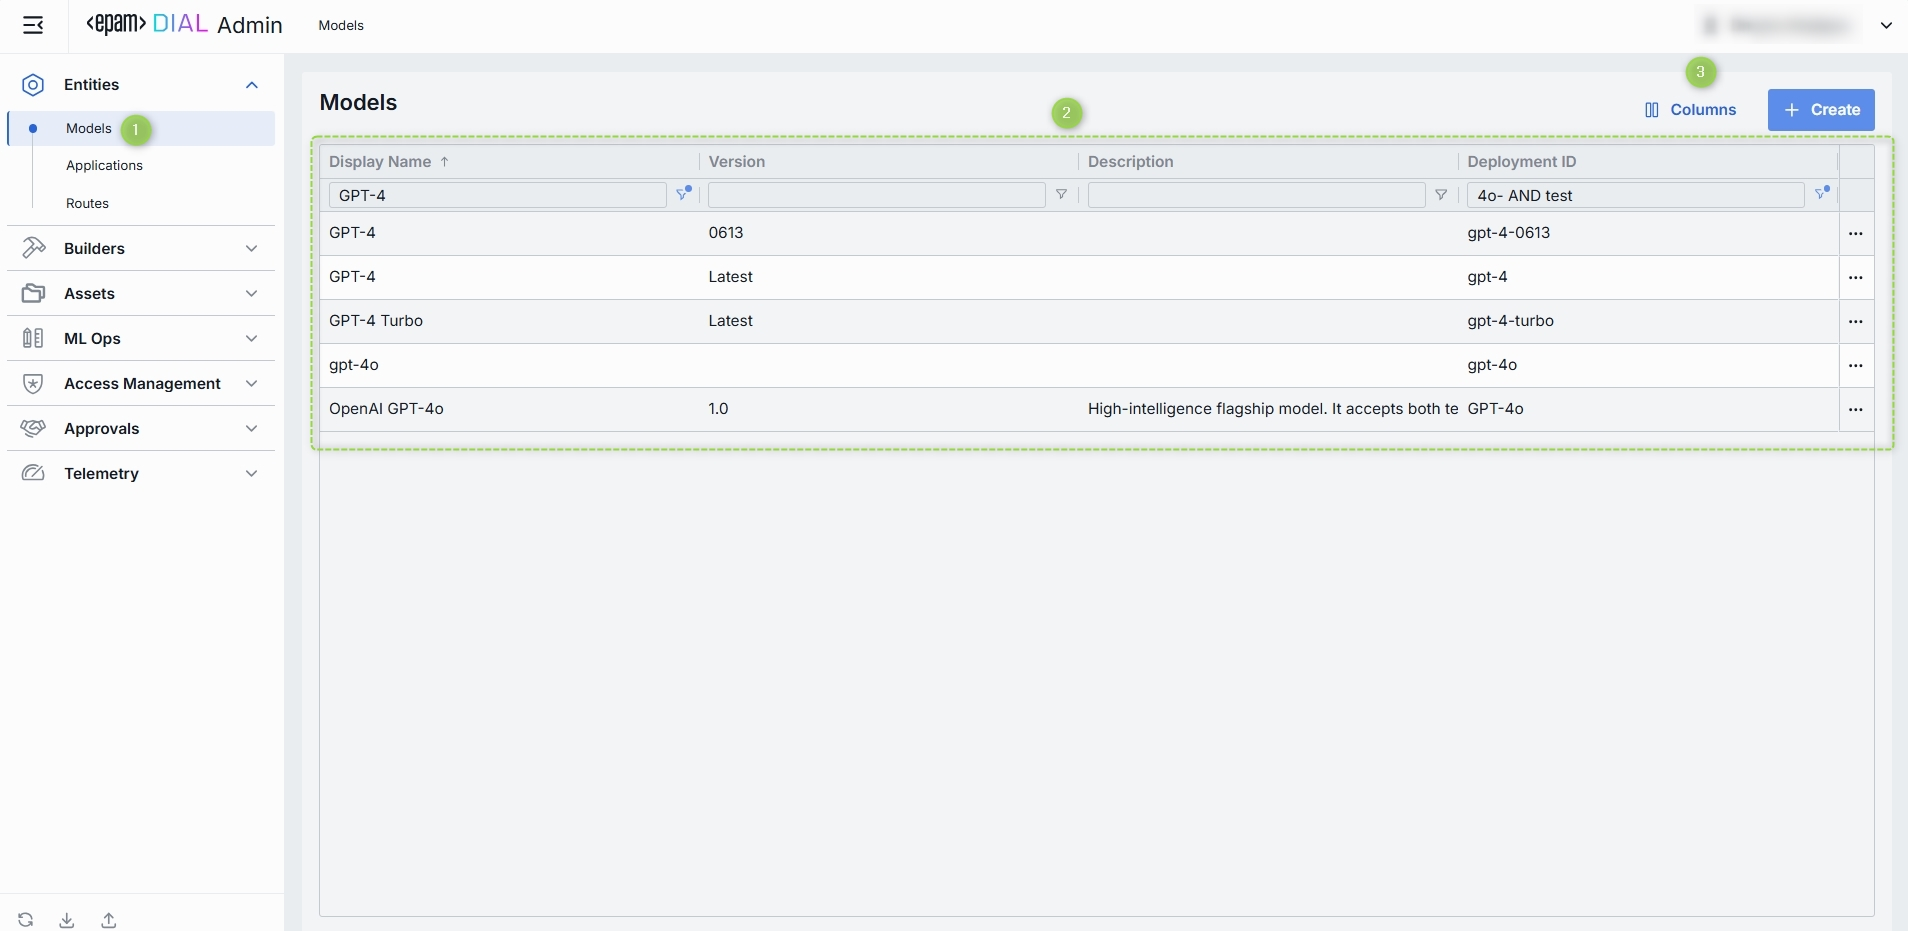 <epam> DIAL Admin
Models
Entities
Models 1
Applications
Routes
Builders
Assets
ML Ops
Access Management
Approvals
Telemetry
Models
2
3
Columns
+ Create
Display Name ↑ Version Description Deployment ID
GPT-4 4o- AND test
GPT-4 0613 gpt-4-0613
GPT-4 Latest gpt-4
GPT-4 Turbo Latest gpt-4-turbo
gpt-4o gpt-4o
OpenAI GPT-4o 1.0 High-intelligence flagship model. It accepts both te GPT-4o